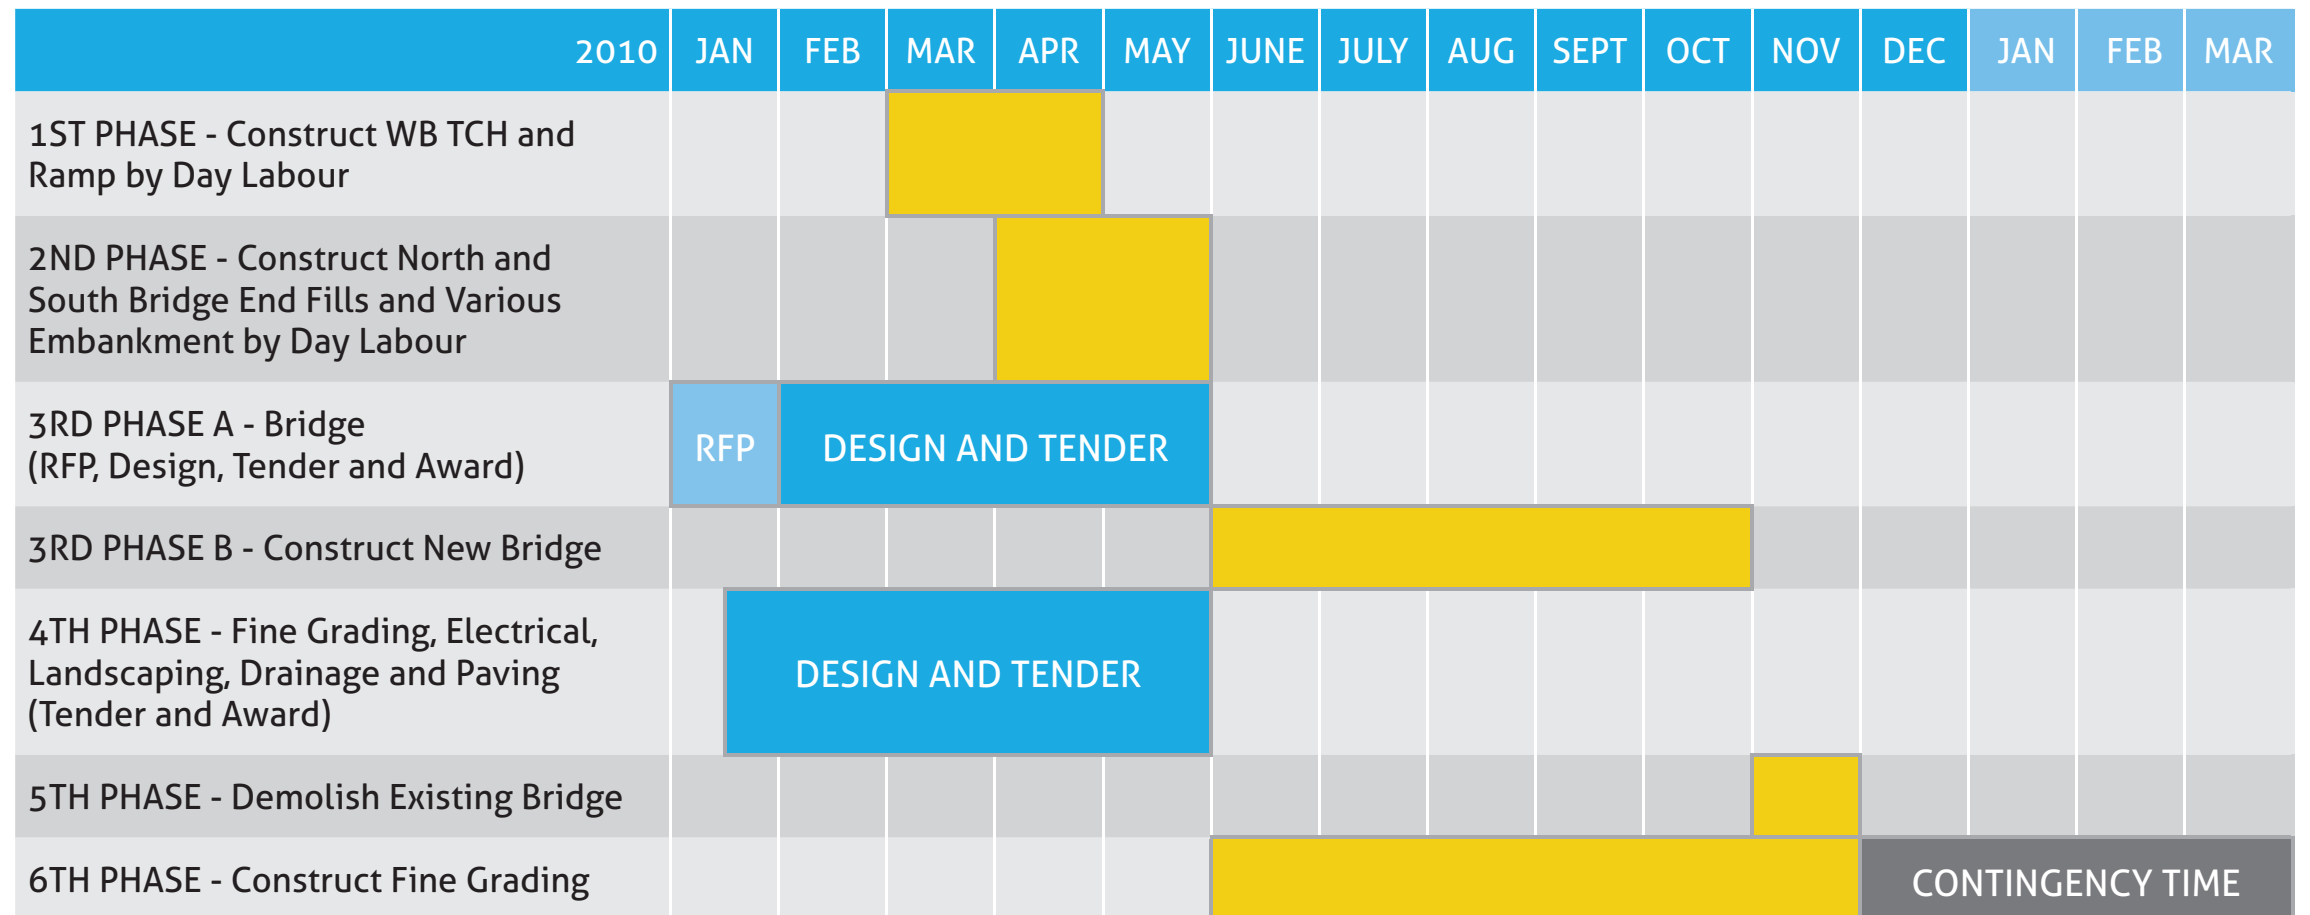 2010 JAN FEB MAR APR MAY JUNE JULY AUG SEPT OCT NOV DEC JAN FEB MAR
1ST PHASE - Construct WB TCH and
Ramp by Day Labour
2ND PHASE - Construct North and
South Bridge End Fills and Various
Embankment by Day Labour
3RD PHASE A - Bridge
(RFP, Design, Tender and Award)
RFP DESIGN AND TENDER
3RD PHASE B - Construct New Bridge
4TH PHASE - Fine Grading, Electrical,
Landscaping, Drainage and Paving
(Tender and Award)
DESIGN AND TENDER
5TH PHASE - Demolish Existing Bridge
6TH PHASE - Construct Fine Grading
CONTINGENCY TIME